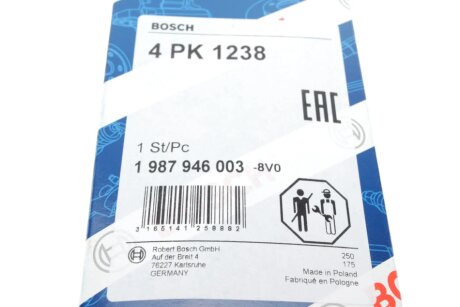 BOSCH
4 PK 1238
EAC
1 St/Pc
1 987 946 003 -8V0
3 165141 258882
Robert Bosch GmbH
Auf der Breit 4
76227 Karlsruhe
GERMANY
250
175
Made in Poland
Fabriqué en Pologne